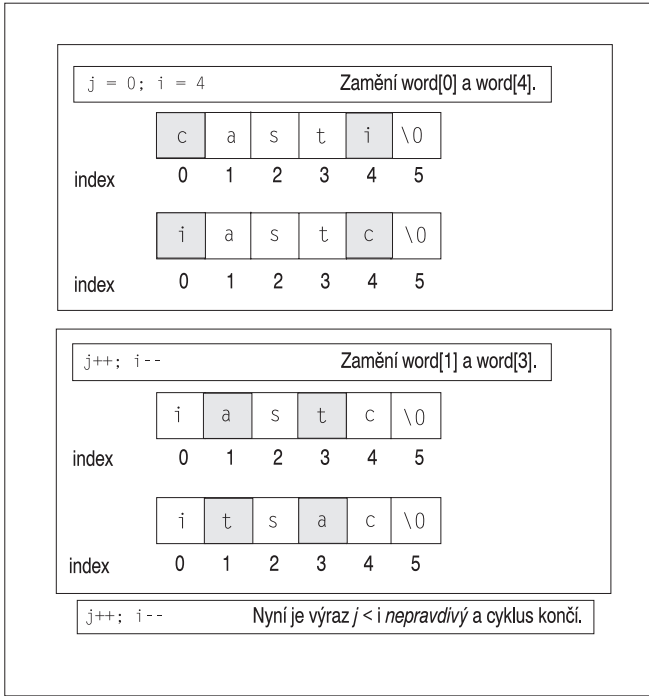 j = 0; i = 4 Zamění word[0] a word[4].
c a s t i \0
index 0 1 2 3 4 5
i a s t c \0
index 0 1 2 3 4 5
j++; i-- Zamění word[1] a word[3].
i a s t c \0
index 0 1 2 3 4 5
i t s a c \0
index 0 1 2 3 4 5
j++; i-- Nyní je výraz j < i nepravdivý a cyklus končí.